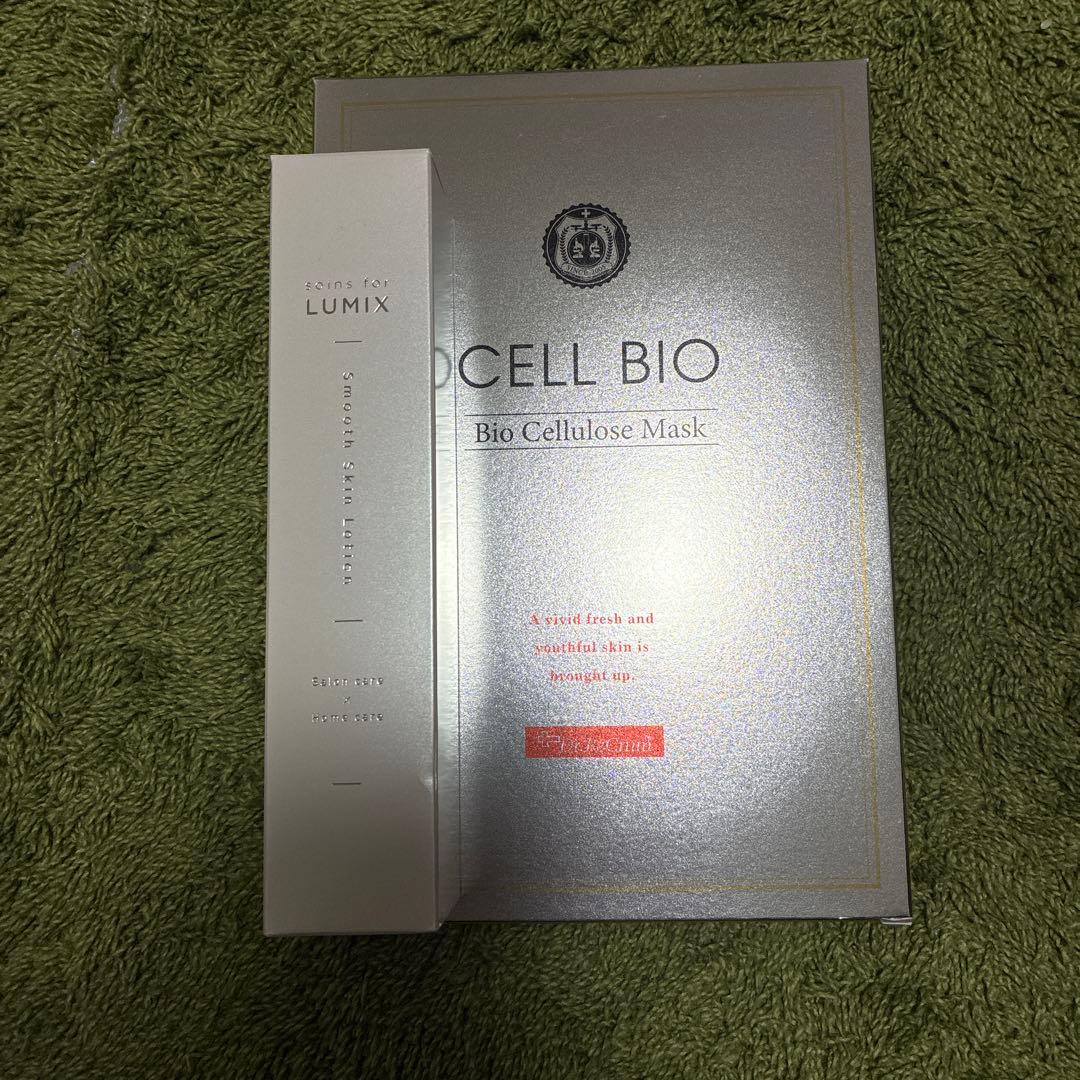 soins for
LUMIX
Smooth Skin Lotion
Salon care
×
Home care
CELL BIO
Bio Cellulose Mask
A vivid fresh and
youthful skin is
brought up.